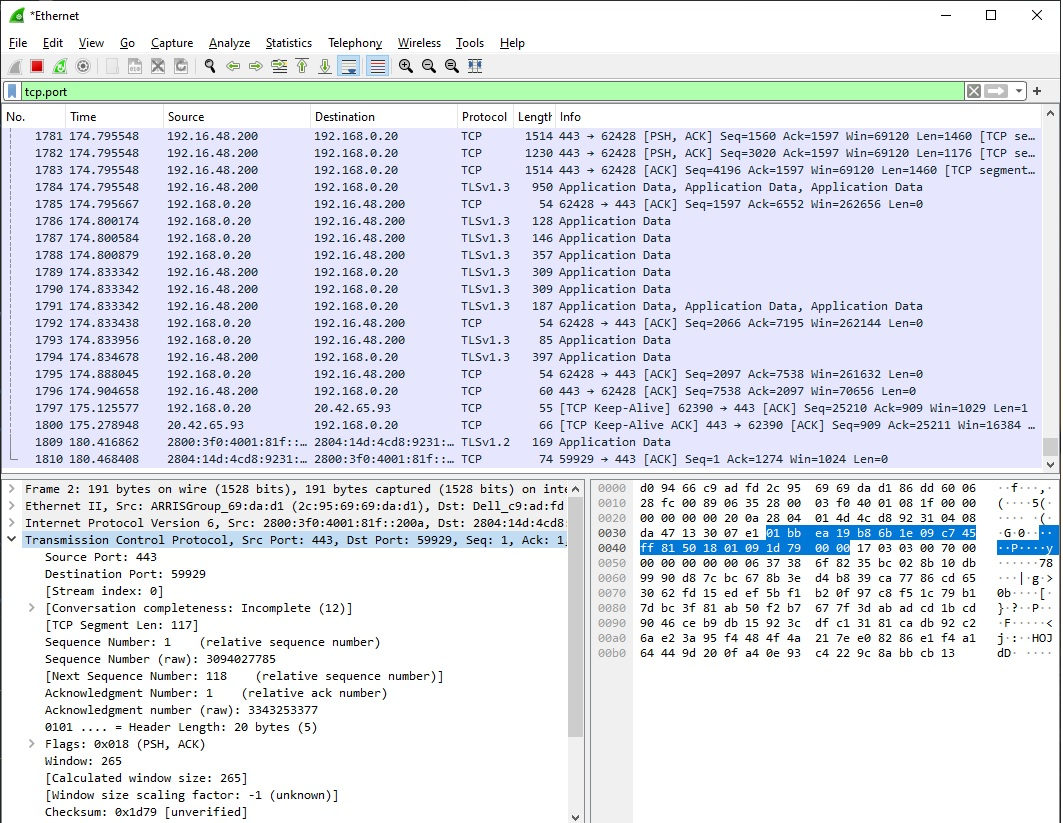 *Ethernet
File Edit View Go Capture Analyze Statistics Telephony Wireless Tools Help
tcp.port
No. Time Source Destination Protocol Length Info
1781 174.795548 192.16.48.200 192.168.0.20 TCP 1514 443 → 62428 [PSH, ACK] Seq=1560 Ack=1597 Win=69120 Len=1460 [TCP se…
1782 174.795548 192.16.48.200 192.168.0.20 TCP 1230 443 → 62428 [PSH, ACK] Seq=3020 Ack=1597 Win=69120 Len=1176 [TCP se…
1783 174.795548 192.16.48.200 192.168.0.20 TCP 1514 443 → 62428 [ACK] Seq=4196 Ack=1597 Win=69120 Len=1460 [TCP segment…
1784 174.795548 192.16.48.200 192.168.0.20 TLSv1.3 950 Application Data, Application Data, Application Data
1785 174.795667 192.168.0.20 192.16.48.200 TCP 54 62428 → 443 [ACK] Seq=1597 Ack=6552 Win=262656 Len=0
1786 174.800174 192.168.0.20 192.16.48.200 TLSv1.3 128 Application Data
1787 174.800584 192.168.0.20 192.16.48.200 TLSv1.3 146 Application Data
1788 174.800879 192.168.0.20 192.16.48.200 TLSv1.3 357 Application Data
1789 174.833342 192.16.48.200 192.168.0.20 TLSv1.3 309 Application Data
1790 174.833342 192.16.48.200 192.168.0.20 TLSv1.3 309 Application Data
1791 174.833342 192.16.48.200 192.168.0.20 TLSv1.3 187 Application Data, Application Data, Application Data
1792 174.833438 192.168.0.20 192.16.48.200 TCP 54 62428 → 443 [ACK] Seq=2066 Ack=7195 Win=262144 Len=0
1793 174.833956 192.168.0.20 192.16.48.200 TLSv1.3 85 Application Data
1794 174.834678 192.16.48.200 192.168.0.20 TLSv1.3 397 Application Data
1795 174.888045 192.168.0.20 192.16.48.200 TCP 54 62428 → 443 [ACK] Seq=2097 Ack=7538 Win=261632 Len=0
1796 174.904658 192.16.48.200 192.168.0.20 TCP 60 443 → 62428 [ACK] Seq=7538 Ack=2097 Win=70656 Len=0
1797 175.125577 192.168.0.20 20.42.65.93 TCP 55 [TCP Keep-Alive] 62390 → 443 [ACK] Seq=25210 Ack=909 Win=1029 Len=1
1800 175.278948 20.42.65.93 192.168.0.20 TCP 66 [TCP Keep-Alive ACK] 443 → 62390 [ACK] Seq=909 Ack=25211 Win=16384 …
1809 180.416862 2800:3f0:4001:81f::… 2804:14d:4cd8:9231:… TLSv1.2 169 Application Data
1810 180.468408 2804:14d:4cd8:9231:… 2800:3f0:4001:81f::… TCP 74 59929 → 443 [ACK] Seq=1 Ack=1274 Win=1024 Len=0
Frame 2: 191 bytes on wire (1528 bits), 191 bytes captured (1528 bits) on inte
Ethernet II, Src: ARRISGroup_69:da:d1 (2c:95:69:69:da:d1), Dst: Dell_c9:ad:fd
Internet Protocol Version 6, Src: 2800:3f0:4001:81f::200a, Dst: 2804:14d:4cd8
Transmission Control Protocol, Src Port: 443, Dst Port: 59929, Seq: 1, Ack: 1,
Source Port: 443
Destination Port: 59929
[Stream index: 0]
[Conversation completeness: Incomplete (12)]
[TCP Segment Len: 117]
Sequence Number: 1 (relative sequence number)
Sequence Number (raw): 3094027785
[Next Sequence Number: 118 (relative sequence number)]
Acknowledgment Number: 1 (relative ack number)
Acknowledgment number (raw): 3343253377
0101 .... = Header Length: 20 bytes (5)
Flags: 0x018 (PSH, ACK)
Window: 265
[Calculated window size: 265]
[Window size scaling factor: -1 (unknown)]
Checksum: 0x1d79 [unverified]
0000 d0 94 66 c9 ad fd 2c 95 69 69 da d1 86 dd 60 06 ··f···,·
0010 28 fc 00 89 06 35 28 00 03 f0 40 01 08 1f 00 00 (····5(·
0020 00 00 00 00 20 0a 28 04 01 4d 4c d8 92 31 04 08 ···· ·(·
0030 da 47 13 30 07 e1 01 bb ea 19 b8 6b 1e 09 c7 45 ·G·0····
0040 ff 81 50 18 01 09 1d 79 00 00 17 03 03 00 70 00 ··P····y
0050 00 00 00 00 00 06 37 38 6f 82 35 bc 02 8b 10 db ······78
0060 99 90 d8 7c bc 67 8b 3e d4 b8 39 ca 77 86 cd 65 ···|·g·>
0070 30 62 fd 15 ed ef 5b f1 b2 0f 97 c8 f5 1c 79 b1 0b····[·
0080 7d bc 3f 81 ab 50 f2 b7 67 7f 3d ab ad cd 1b cd }·?··P··
0090 90 46 ce b9 db 15 92 3c df c1 31 81 ca db 92 c2 ·F·····<
00a0 6a e2 3a 95 f4 48 4f 4a 21 7e e0 82 86 e1 f4 a1 j·:··HOJ
00b0 64 44 9d 20 0f a4 0e 93 c4 22 9c 8a bb cb 13 dD· ····